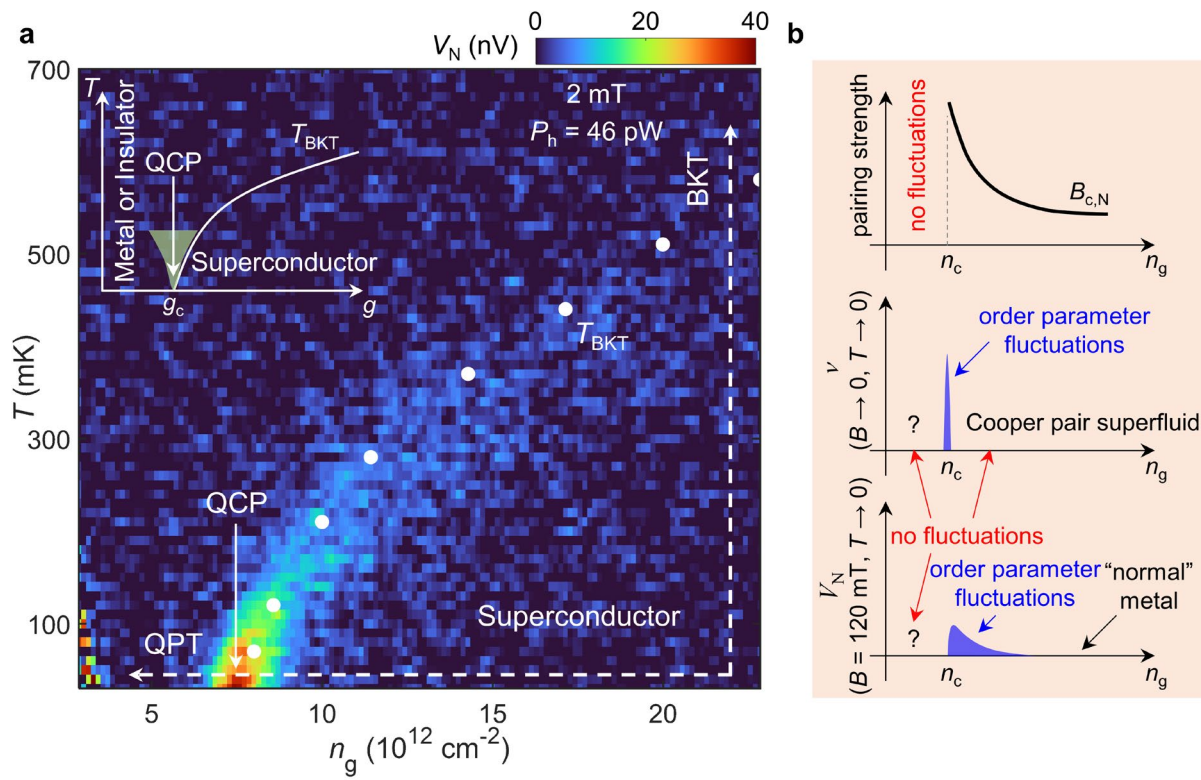 a
V_N (nV)
0 20 40
700
500
300
100
T (mK)
2 mT
P_h = 46 pW
T
Metal or Insulator
QCP
T_BKT
Superconductor
g_c
g
BKT
T_BKT
QCP
QPT
Superconductor
5 10 15 20
n_g (10^12 cm^-2)
b
pairing strength
no fluctuations
B_c,N
n_c
n_g
ν
(B → 0, T → 0)
order parameter
fluctuations
?
Cooper pair superfluid
n_c
n_g
no fluctuations
V_N
(B = 120 mT, T → 0)
order parameter
fluctuations
"normal"
metal
?
n_c
n_g